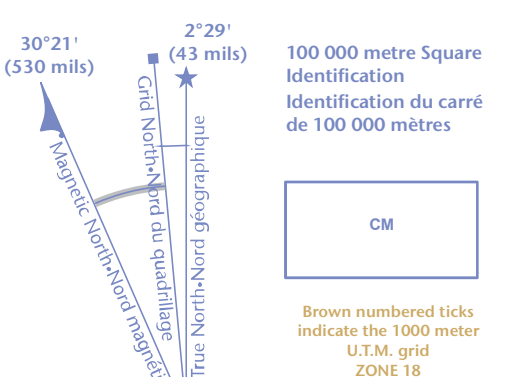 30°21'
(530 mils)
2°29'
(43 mils)
Magnetic North•Nord magnéti
Grid North•Nord du quadrillage
True North•Nord géographique
100 000 metre Square
Identification
Identification du carré
de 100 000 mètres
CM
Brown numbered ticks
indicate the 1000 meter
U.T.M. grid
ZONE 18